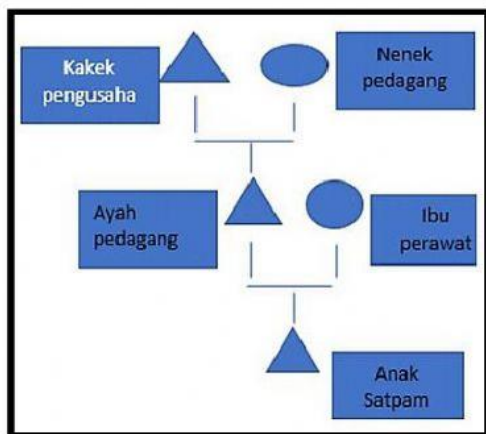 Kakek
pengusaha
Nenek
pedagang
Ayah
pedagang
Ibu
perawat
Anak
Satpam